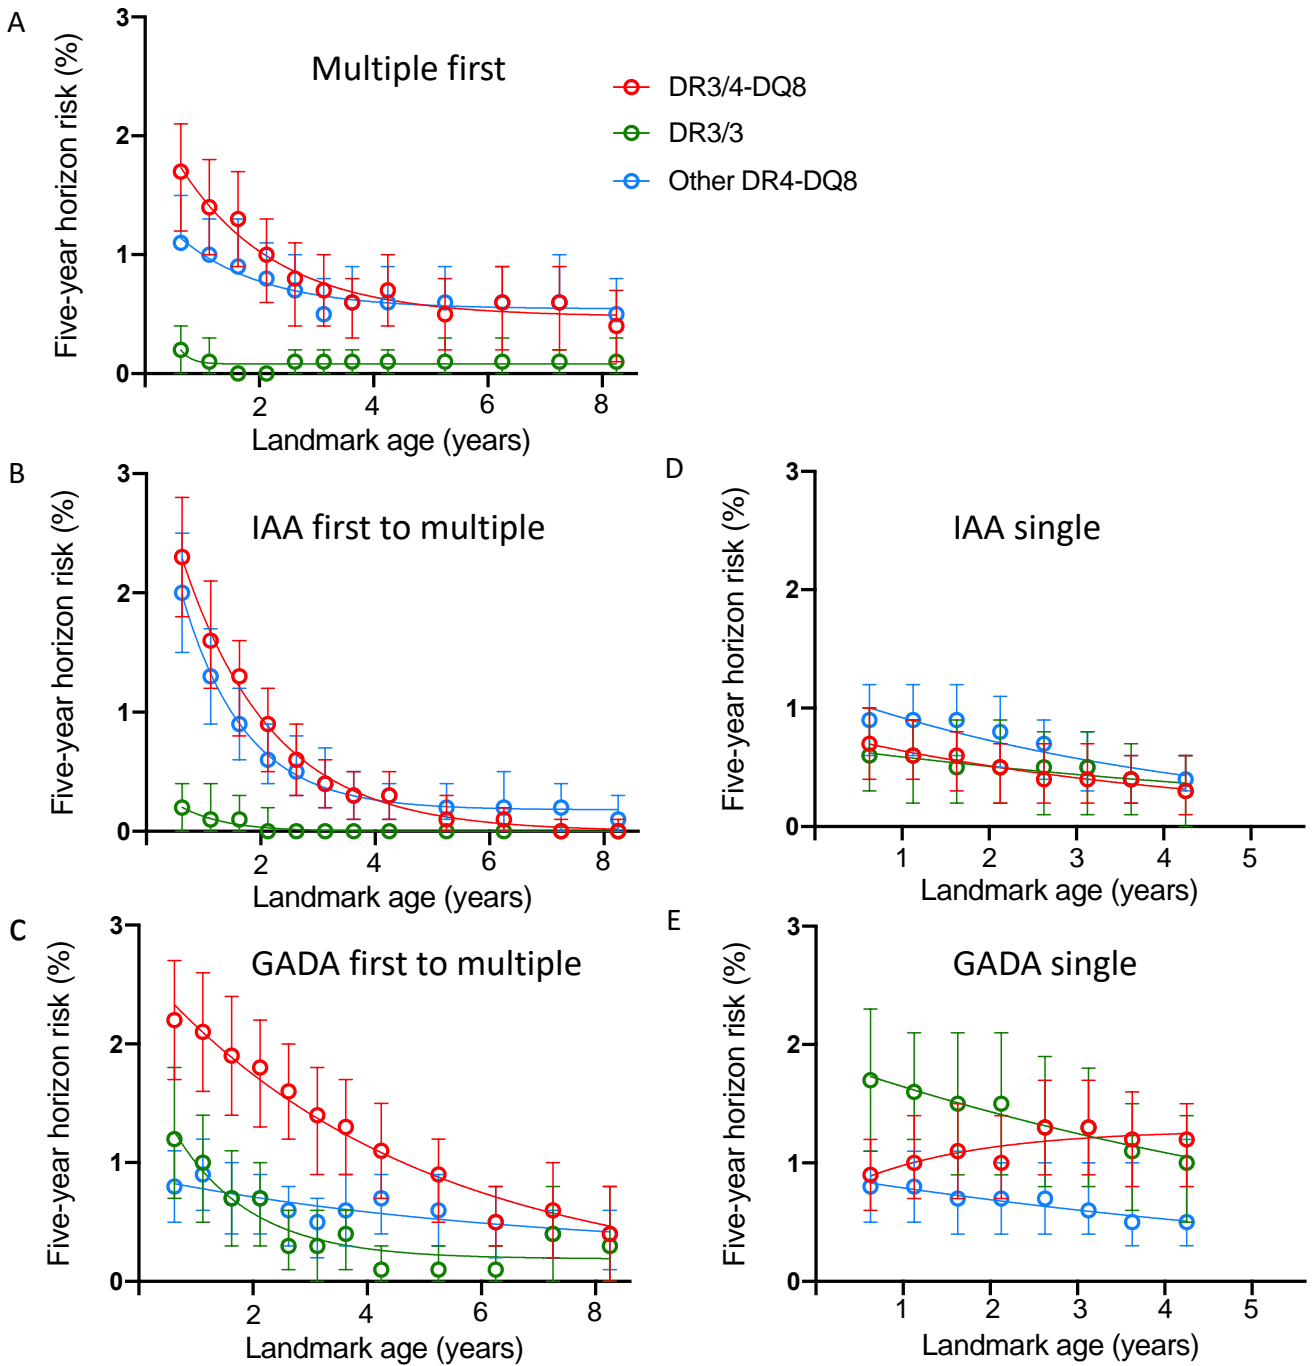 A
Five-year horizon risk (%)
Multiple first
DR3/4-DQ8
DR3/3
Other DR4-DQ8
3
2
1
0
2 4 6 8
Landmark age (years)
B
Five-year horizon risk (%)
IAA first to multiple
3
2
1
0
2 4 6 8
Landmark age (years)
C
Five-year horizon risk (%)
GADA first to multiple
3
2
1
0
2 4 6 8
Landmark age (years)
D
Five-year horizon risk (%)
IAA single
3
2
1
0
1 2 3 4 5
Landmark age (years)
E
Five-year horizon risk (%)
GADA single
3
2
1
0
1 2 3 4 5
Landmark age (years)